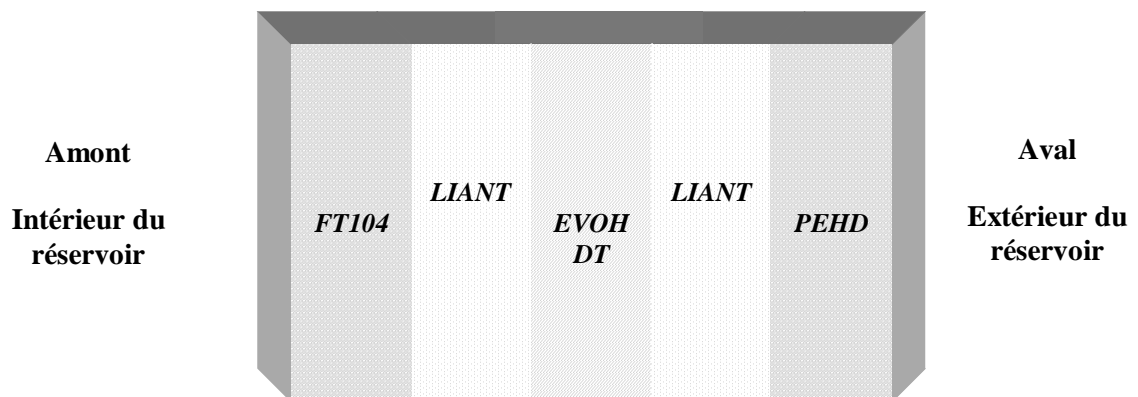 Amont
Intérieur du
réservoir
FT104
LIANT
EVOH
DT
LIANT
PEHD
Aval
Extérieur du
réservoir